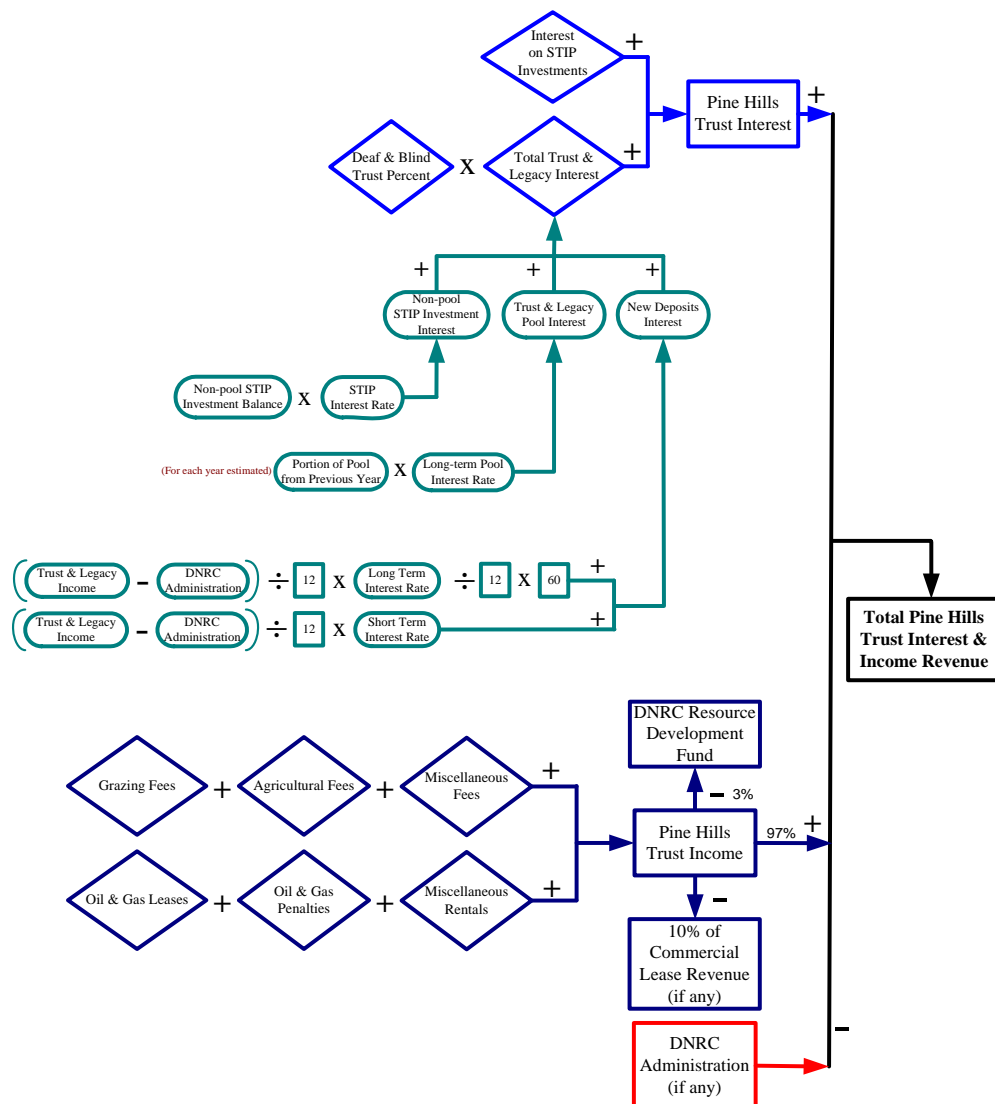 Interest
on STIP
Investments
+
Pine Hills
Trust Interest
+
Deaf & Blind
Trust Percent
X
Total Trust &
Legacy Interest
+
+
+
+
Non-pool
STIP Investment
Interest
Trust & Legacy
Pool Interest
New Deposits
Interest
Non-pool STIP
Investment Balance
X
STIP
Interest Rate
(For each year estimated)
Portion of Pool
from Previous Year
X
Long-term Pool
Interest Rate
( Trust & Legacy
Income
-
DNRC
Administration )
÷
12
X
Long Term
Interest Rate
÷
12
X
60
+
( Trust & Legacy
Income
-
DNRC
Administration )
÷
12
X
Short Term
Interest Rate
+
Total Pine Hills
Trust Interest &
Income Revenue
Grazing Fees
+
Agricultural Fees
+
Miscellaneous
Fees
+
Oil & Gas Leases
+
Oil & Gas
Penalties
+
Miscellaneous
Rentals
+
DNRC Resource
Development
Fund
- 3%
Pine Hills
Trust Income
97%
+
-
10% of
Commercial
Lease Revenue
(if any)
-
DNRC
Administration
(if any)